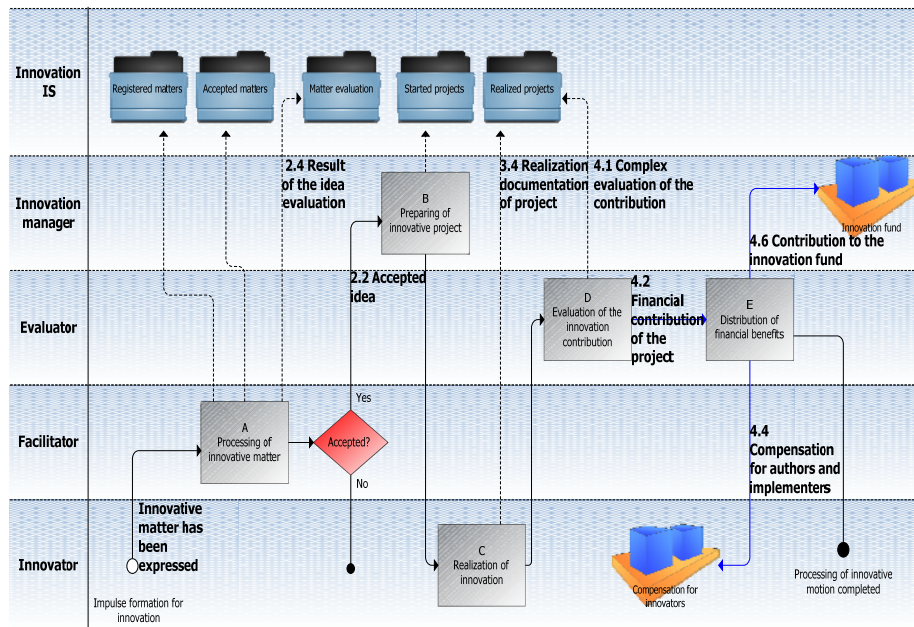 Innovation
IS
Registered matters
Accepted matters
Matter evaluation
Started projects
Realized projects
2.4 Result
of the idea
evaluation
3.4 Realization
documentation
of project
4.1 Complex
evaluation of the
contribution
Innovation
manager
B
Preparing of
innovative project
Innovation fund
4.6 Contribution to the
innovation fund
2.2 Accepted
idea
Evaluator
D
Evaluation of the
innovation
contribution
4.2
Financial
contribution
of the
project
E
Distribution of
financial benefits
Yes
Facilitator
A
Processing of
innovative matter
Accepted?
No
4.4
Compensation
for authors and
implementers
Innovator
Innovative
matter has
been
expressed
Impulse formation for
innovation
C
Realization of
innovation
Compensation for
innovators
Processing of innovative
motion completed